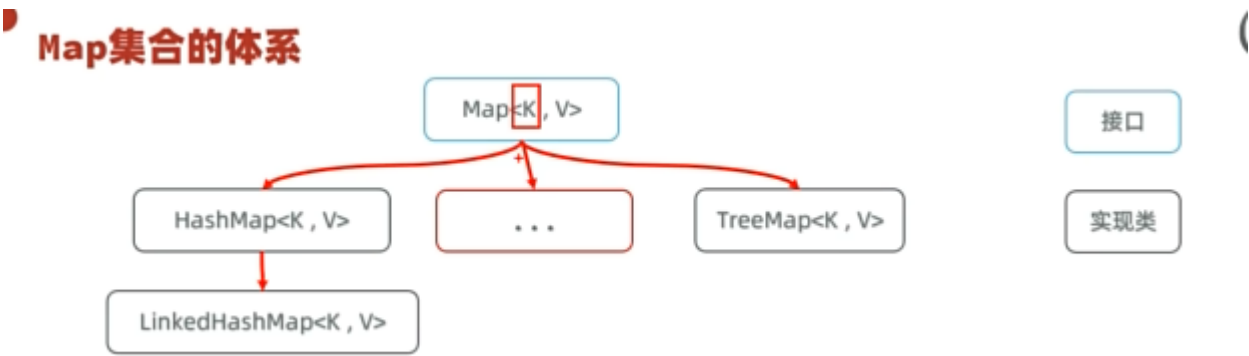 Map集合的体系
Map<K , V>
接口
HashMap<K , V>
...
TreeMap<K , V>
实现类
LinkedHashMap<K , V>